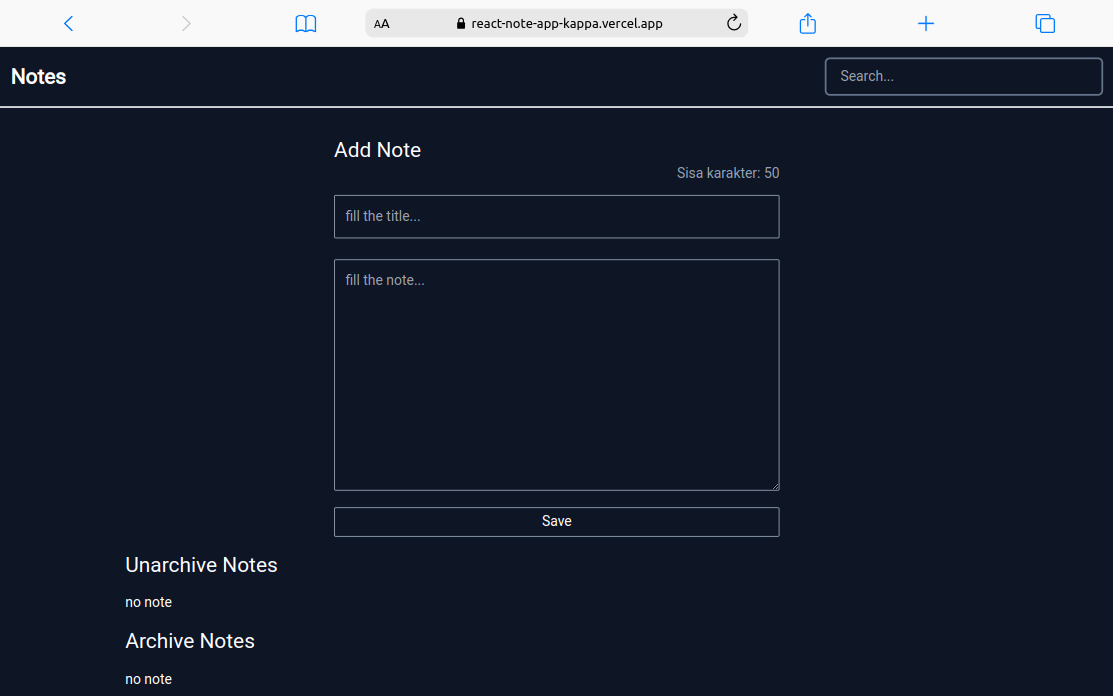 AA react-note-app-kappa.vercel.app
Notes
Search...
Add Note
Sisa karakter: 50
fill the title...
fill the note...
Save
Unarchive Notes
no note
Archive Notes
no note